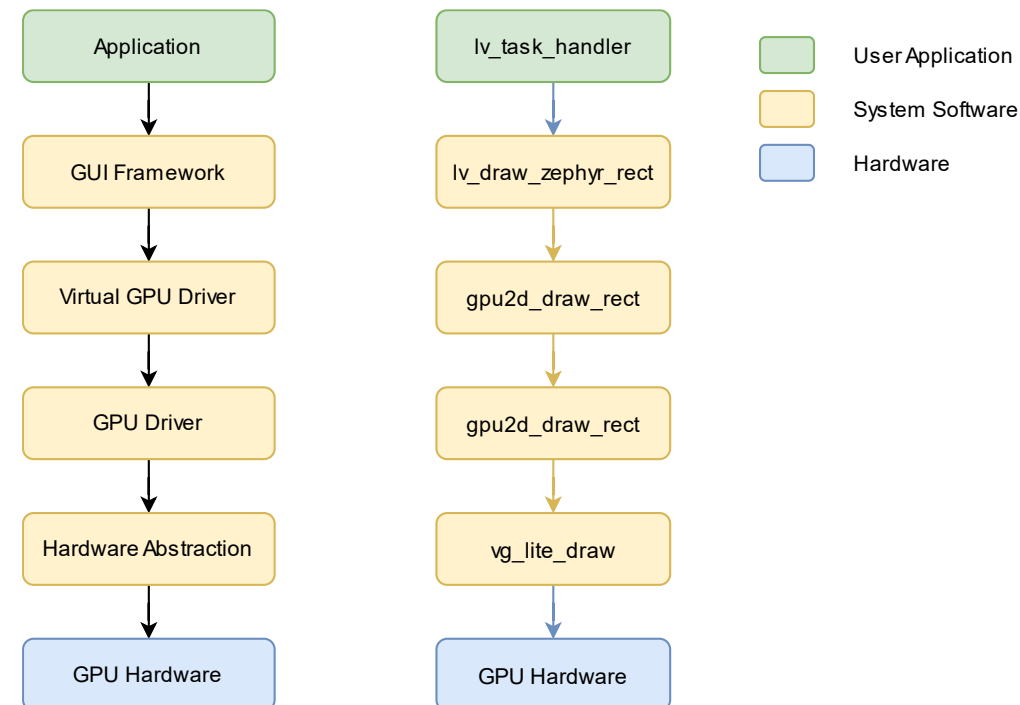 Application
GUI Framework
Virtual GPU Driver
GPU Driver
Hardware Abstraction
GPU Hardware
lv_task_handler
lv_draw_zephyr_rect
gpu2d_draw_rect
gpu2d_draw_rect
vg_lite_draw
GPU Hardware
User Application
System Software
Hardware